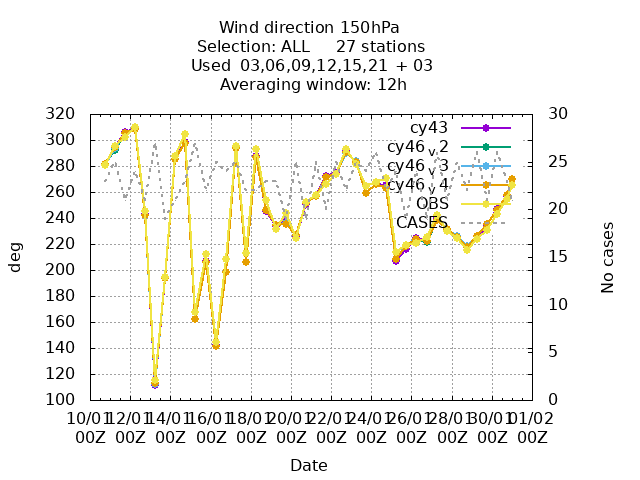 Wind direction 150hPa
Selection: ALL 27 stations
Used 03,06,09,12,15,21 + 03
Averaging window: 12h
320 30
300
280 25
260
240 20
220
200 15
180
160 10
140
120 5
100 0
deg
No cases
cy43
cy46_v_2
cy46_v_3
cy46_v_4
OBS
CASES
10/01 12/01 14/01 16/01 18/01 20/01 22/01 24/01 26/01 28/01 30/01 01/02
00Z 00Z 00Z 00Z 00Z 00Z 00Z 00Z 00Z 00Z 00Z 00Z
Date